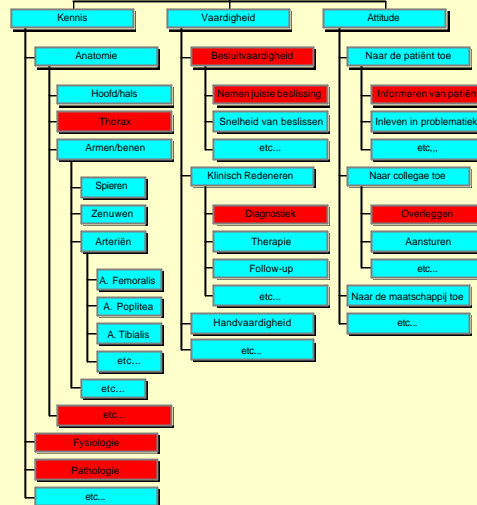 Kennis
Anatomie
Hoofd/hals
Thorax
Armen/benen
Spieren
Zenuwen
Arteriën
A. Femoralis
A. Poplitea
A. Tibialis
etc...
etc...
etc...
Fysiologie
Pathologie
etc...
Vaardigheid
Besluitvaardigheid
Nemen juiste beslissing
Snelheid van beslissen
etc...
Klinisch Redeneren
Diagnostiek
Therapie
Follow-up
etc...
Handvaardigheid
etc...
Attitude
Naar de patiënt toe
Informeren van patiën
Inleven in problematiek
etc,,,
Naar collegae toe
Overleggen
Aansturen
etc...
Naar de maatschappij toe
etc...